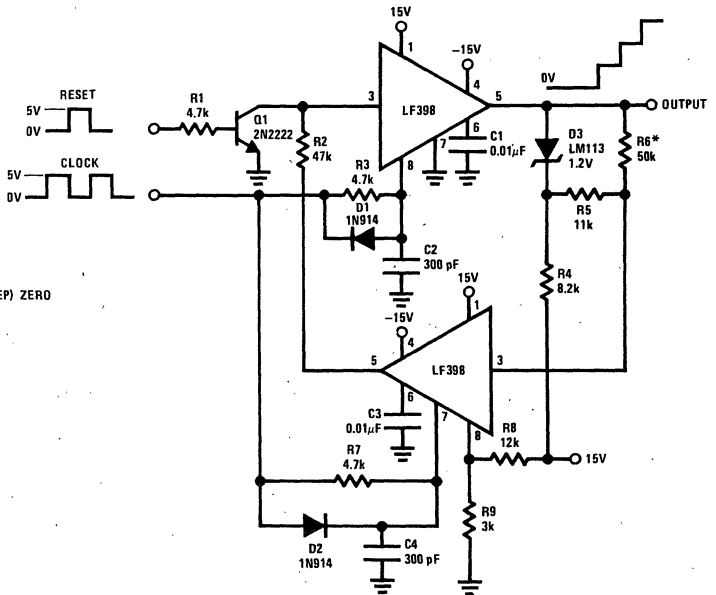 15V
-15V
0V
1
4
RESET
5V
0V
R1
4.7k
Q1
2N2222
3
LF398
5
OUTPUT
6
7
8
C1
0.01µF
D3
LM113
1.2V
R6*
50k
R2
47k
CLOCK
5V
0V
R3
4.7k
D1
1N914
R5
11k
C2
300 pF
R4
8.2k
EP) ZERO
15V
-15V
1
4
5
LF398
3
6
7
8
C3
0.01µF
R8
12k
15V
R7
4.7k
R9
3k
D2
1N914
C4
300 pF